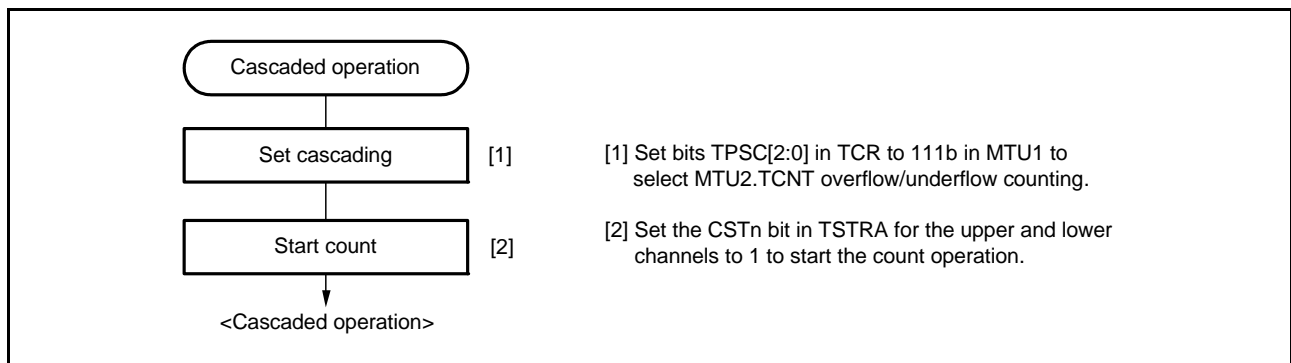 Cascaded operation
Set cascading [1]
[1] Set bits TPSC[2:0] in TCR to 111b in MTU1 to
select MTU2.TCNT overflow/underflow counting.
Start count [2]
[2] Set the CSTn bit in TSTRA for the upper and lower
channels to 1 to start the count operation.
<Cascaded operation>